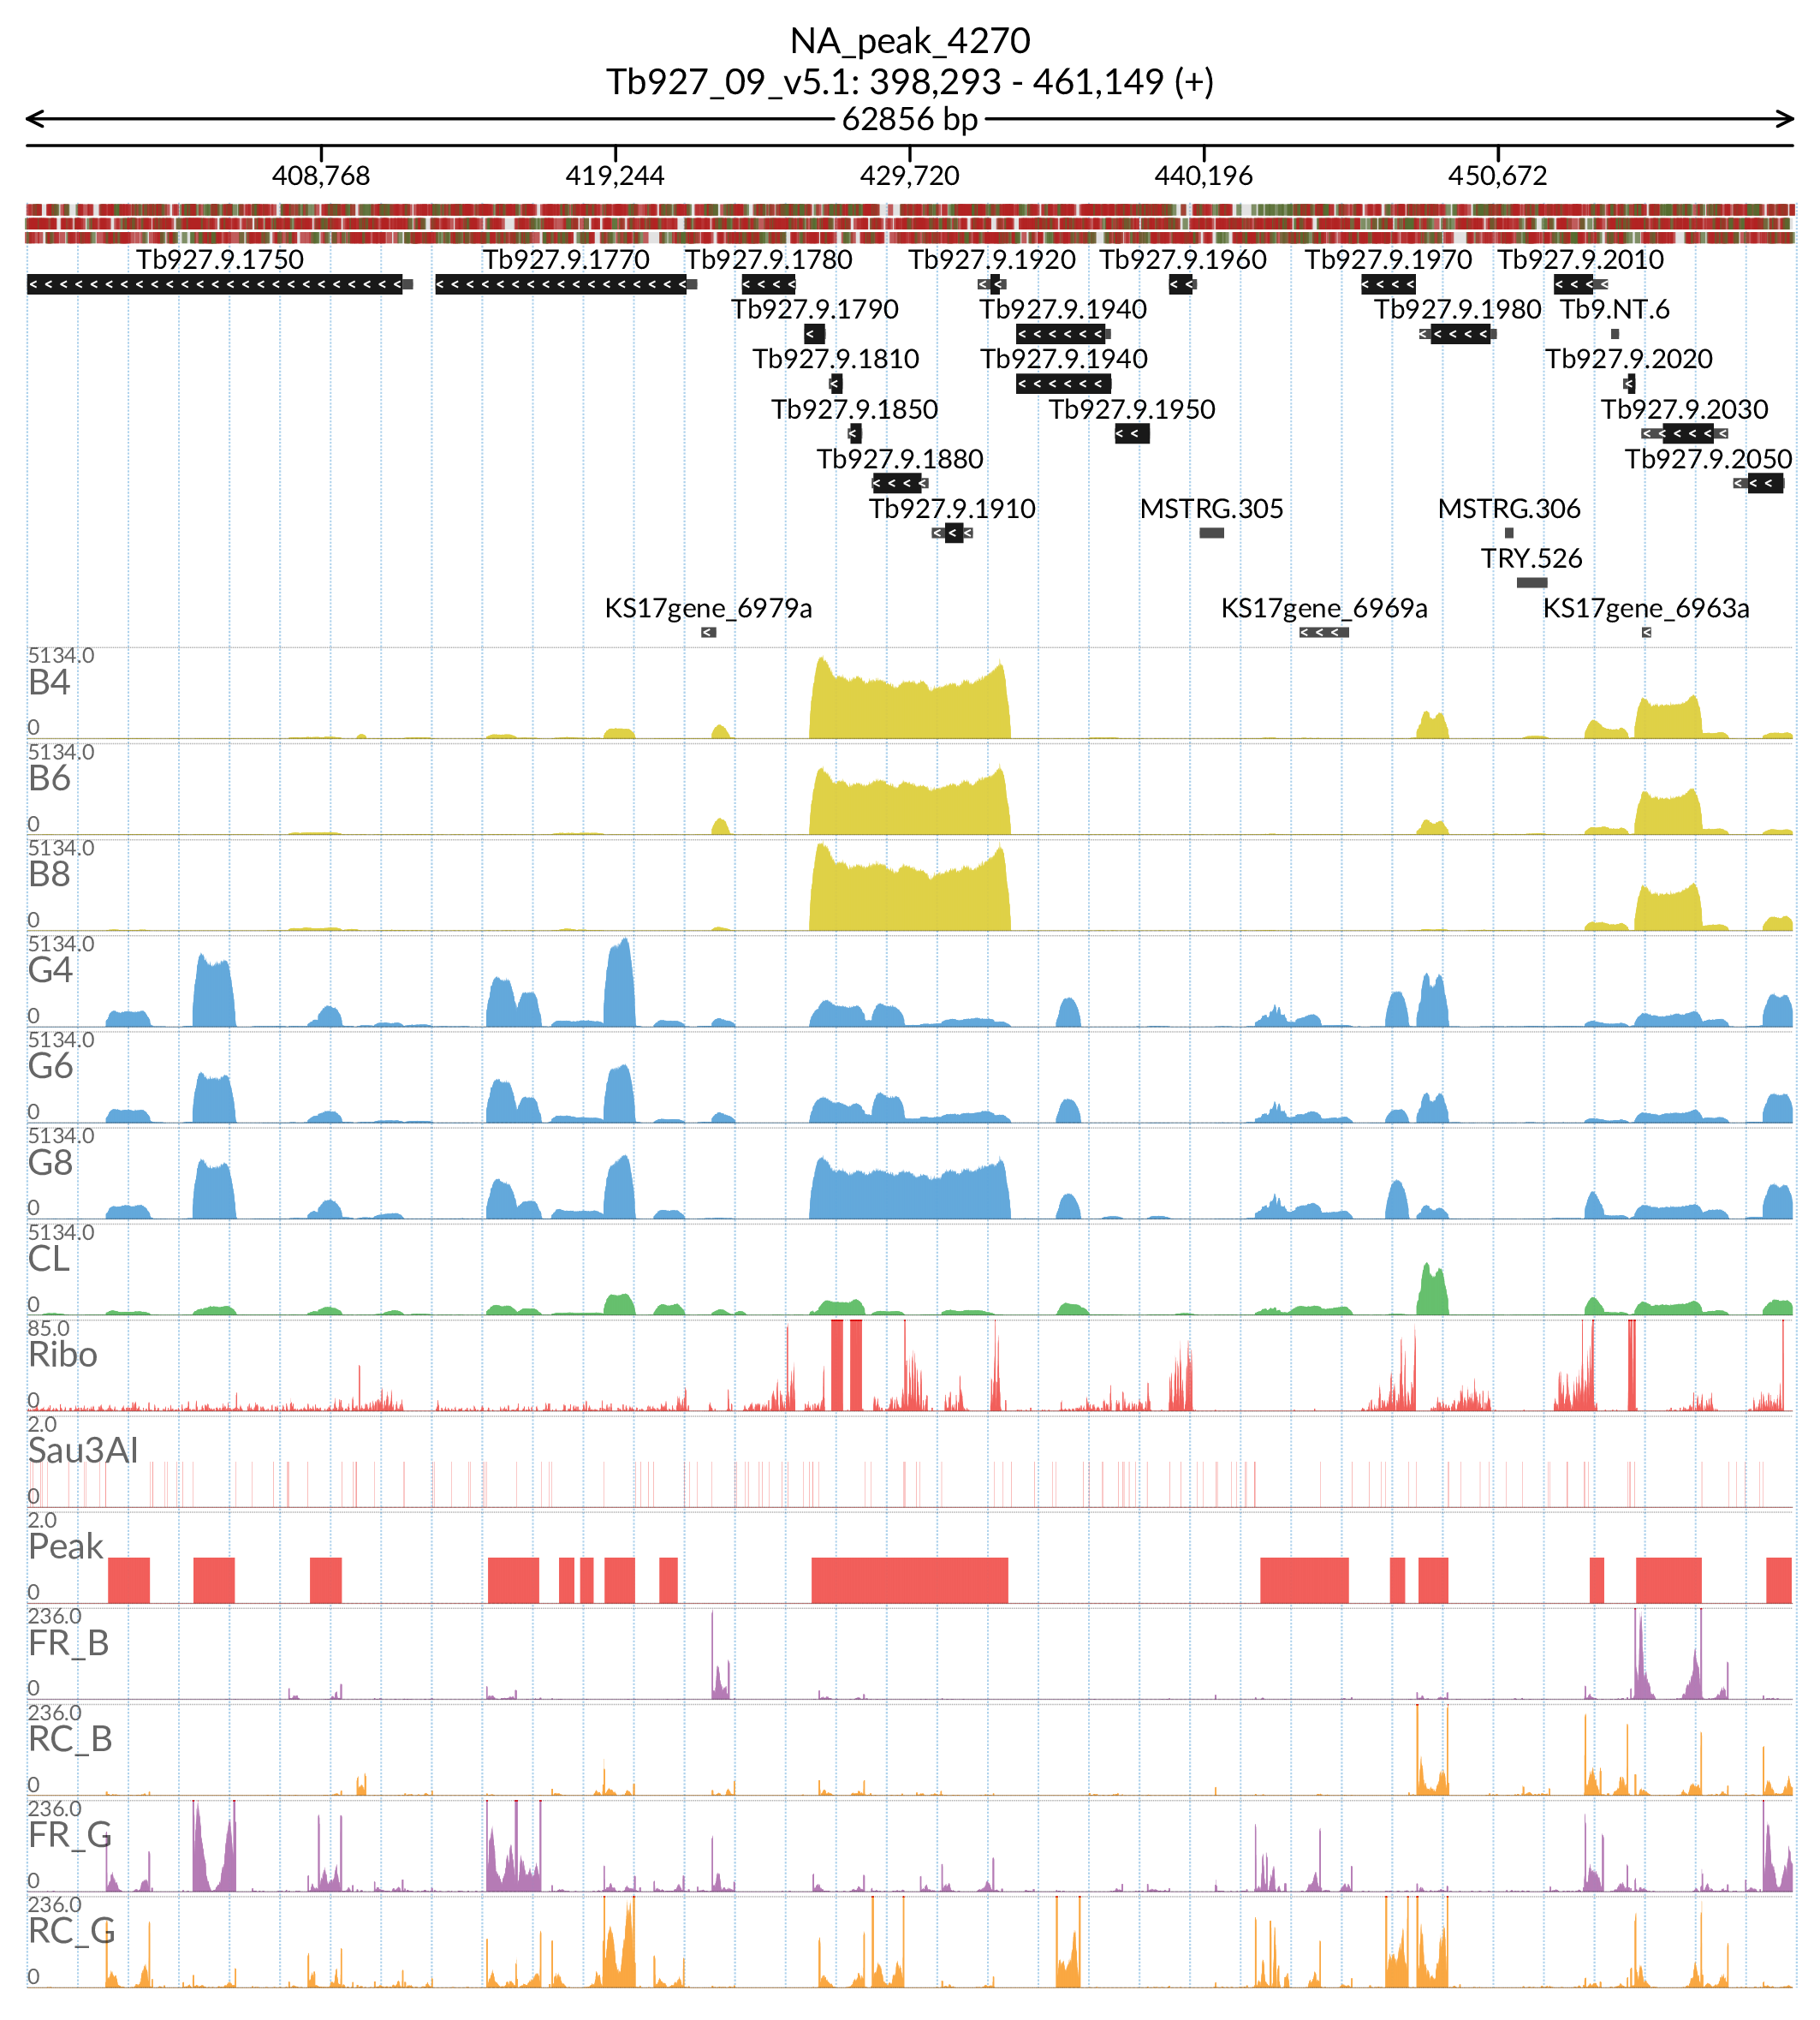 NA_peak_4270
Tb927_09_v5.1: 398,293 - 461,149 (+)
62856 bp
408,768 419,244 429,720 440,196 450,672
Tb927.9.1750 Tb927.9.1770 Tb927.9.1780 Tb927.9.1920 Tb927.9.1960 Tb927.9.1970 Tb927.9.2010
Tb927.9.1790 Tb927.9.1940 Tb927.9.1980 Tb9.NT.6
Tb927.9.1810 Tb927.9.1940 Tb927.9.2020
Tb927.9.1850 Tb927.9.1950 Tb927.9.2030
Tb927.9.1880 Tb927.9.2050
Tb927.9.1910 MSTRG.305 MSTRG.306
TRY.526
KS17gene_6979a KS17gene_6969a KS17gene_6963a
5134.0
B4
0
5134.0
B6
0
5134.0
B8
0
5134.0
G4
0
5134.0
G6
0
5134.0
G8
0
5134.0
CL
0
85.0
Ribo
0
2.0
Sau3AI
0
2.0
Peak
0
236.0
FR_B
0
236.0
RC_B
0
236.0
FR_G
0
236.0
RC_G
0